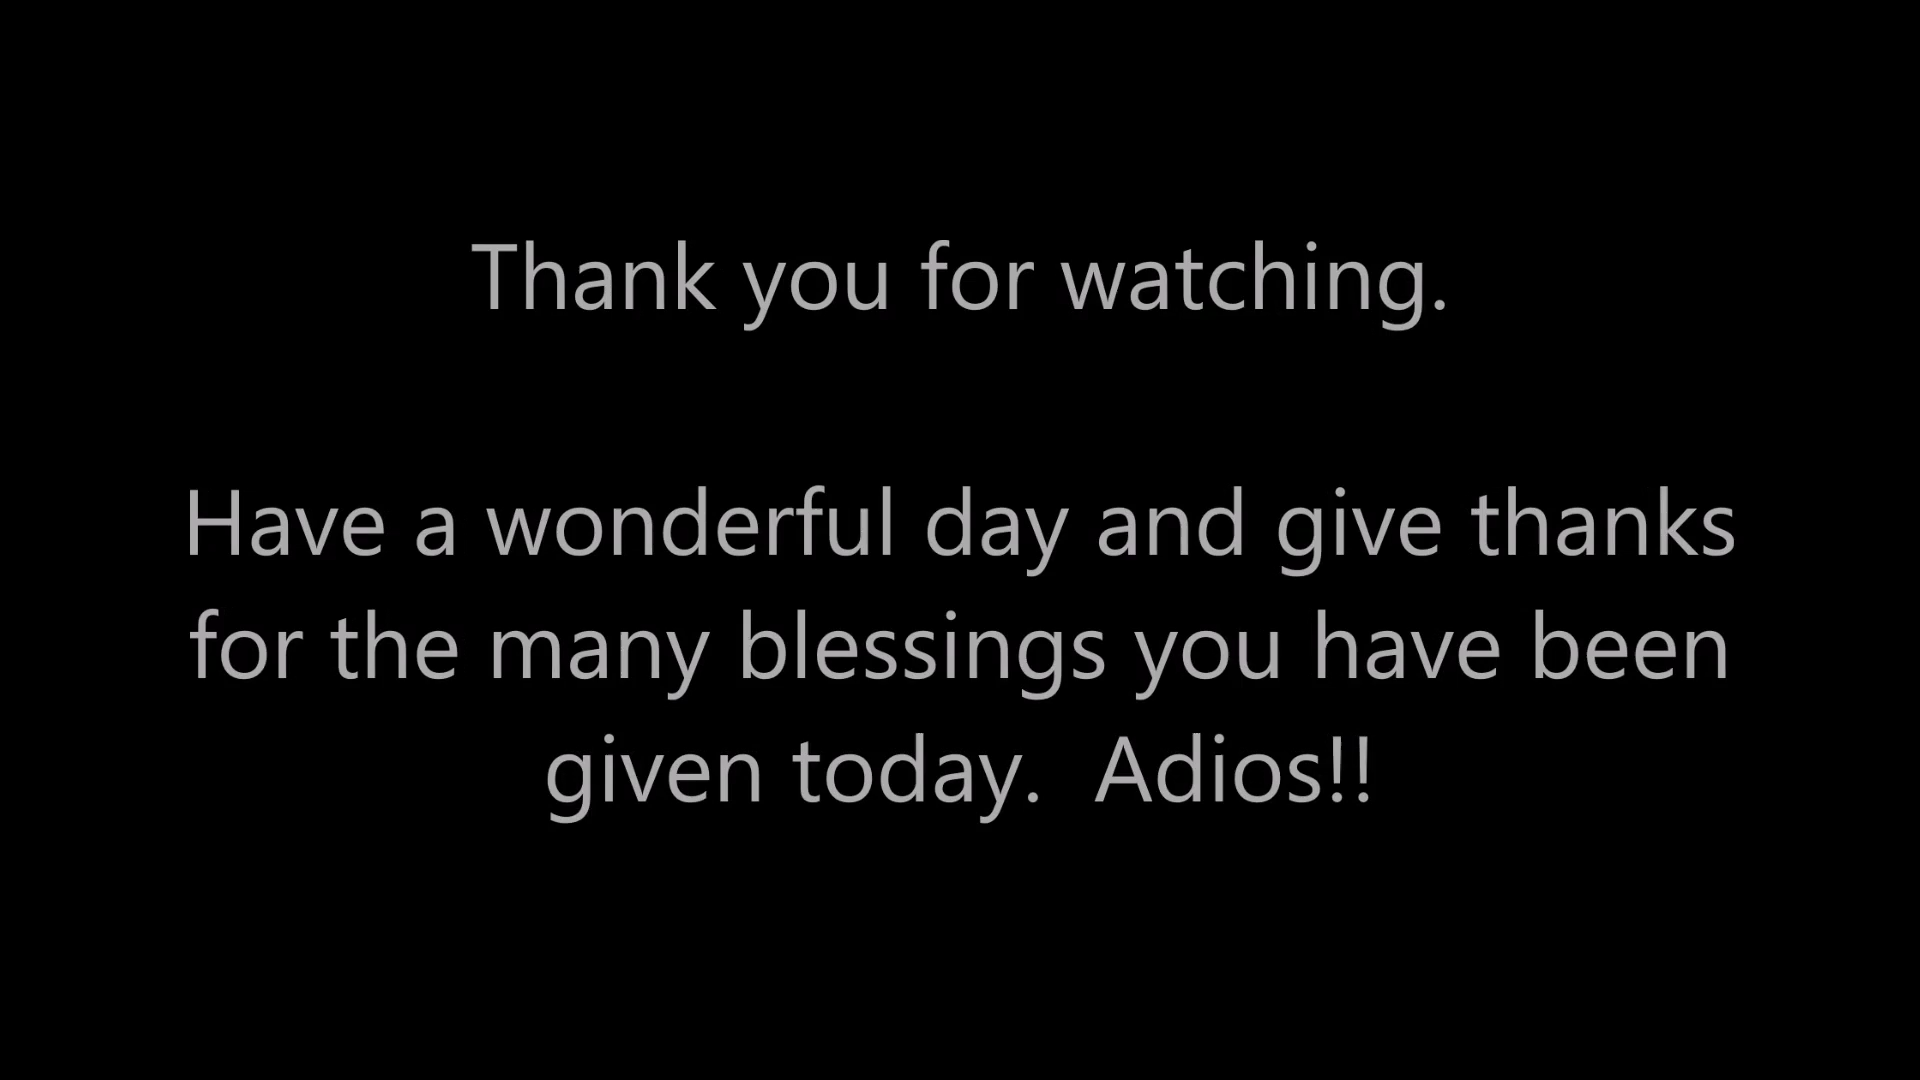 Thank you for watching.
Have a wonderful day and give thanks
for the many blessings you have been
given today.  Adios!!